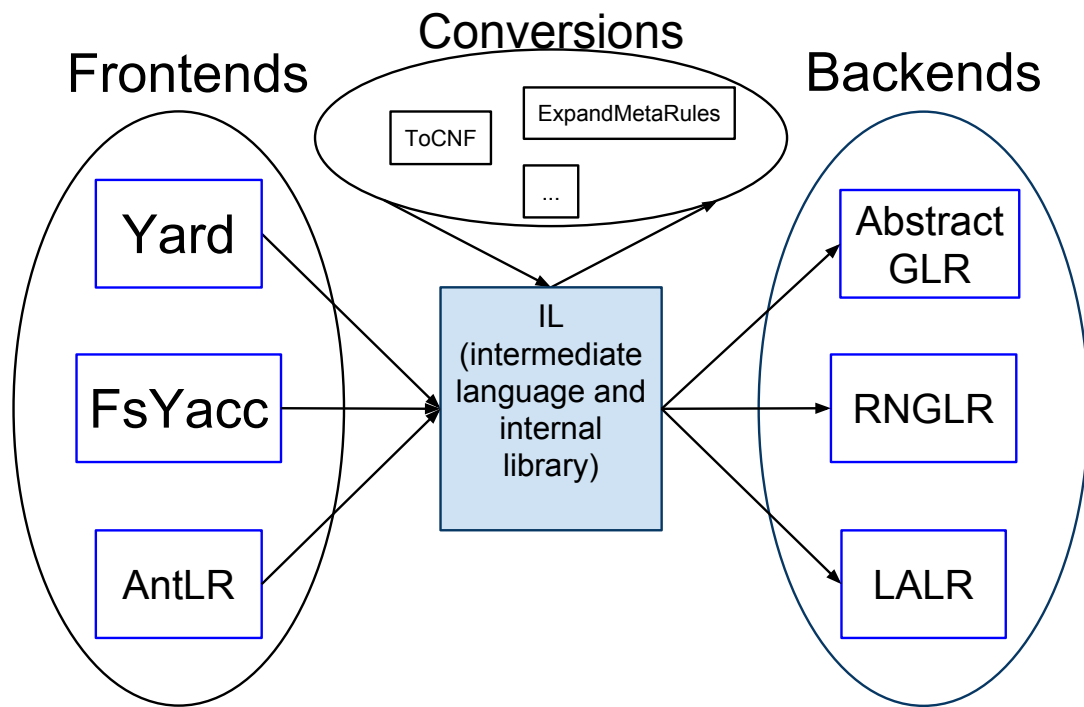 Conversions
Frontends
Backends
ToCNF
ExpandMetaRules
...
Yard
FsYacc
AntLR
IL
(intermediate
language and
internal
library)
Abstract
GLR
RNGLR
LALR